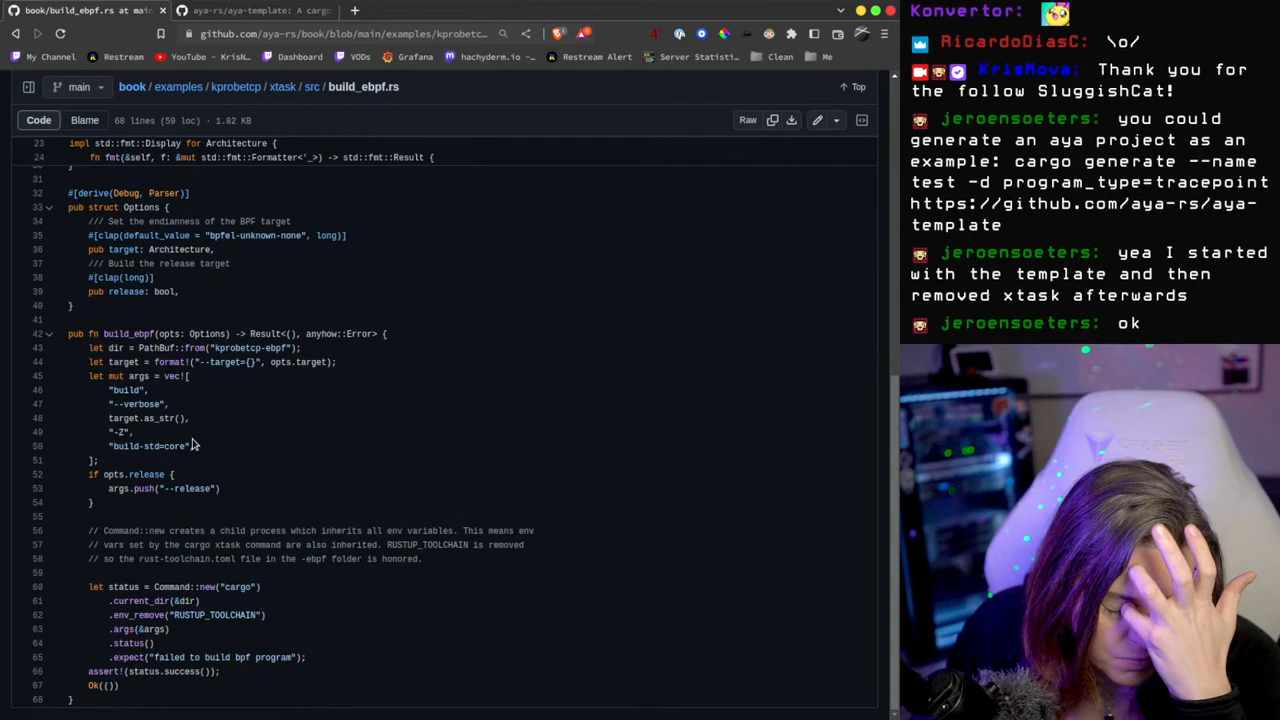 book/build_ebpf.rs at main
aya-rs/aya-template: A cargo
github.com/aya-rs/book/blob/main/examples/kprobetc…
Railway
Restream
YouTube - KrisN…
Dashboard
VODs
Grafana
hachyderm.io - …
Restream Alert
Server Statisti…
Clean
Me
main
book / examples / kprobetcp / xtask / src / build_ebpf.rs
Top
Code
Blame
68 lines (59 loc) · 1.82 KB
Raw
23 impl std::fmt::Display for Architecture {
24 fn fmt(&self, f: &mut std::fmt::Formatter<'_>) -> std::fmt::Result {
30 }
31
32 #[derive(Debug, Parser)]
33 pub struct Options {
34 /// Set the endianness of the BPF target
35 #[clap(default_value = "bpfel-unknown-none", long)]
36 pub target: Architecture,
37 /// Build the release target
38 #[clap(long)]
39 pub release: bool,
40 }
41
42 pub fn build_ebpf(opts: Options) -> Result<(), anyhow::Error> {
43 let dir = PathBuf::from("kprobetcp-ebpf");
44 let target = format!("--target={}", opts.target);
45 let mut args = vec![
46 "build",
47 "--verbose",
48 target.as_str(),
49 "-Z",
50 "build-std=core",
51 ];
52 if opts.release {
53 args.push("--release")
54 }
55
56 // Command::new creates a child process which inherits all env variables. This means env
57 // vars set by the cargo xtask command are also inherited. RUSTUP_TOOLCHAIN is removed
58 // so the rust-toolchain.toml file in the -ebpf folder is honored.
59
60 let status = Command::new("cargo")
61 .current_dir(&dir)
62 .env_remove("RUSTUP_TOOLCHAIN")
63 .args(&args)
64 .status()
65 .expect("failed to build bpf program");
66 assert!(status.success());
67 Ok(())
68 }
Konvertor:
RicardoDiasC: \o/
KrisNova: Thank you for
the follow SluggishCat!
jeroensoeters: you could
generate an aya project as an
example: cargo generate --name
test -d program_type=tracepoint
https://github.com/aya-rs/aya-
template
jeroensoeters: yea I started
with the template and then
removed xtask afterwards
jeroensoeters: ok